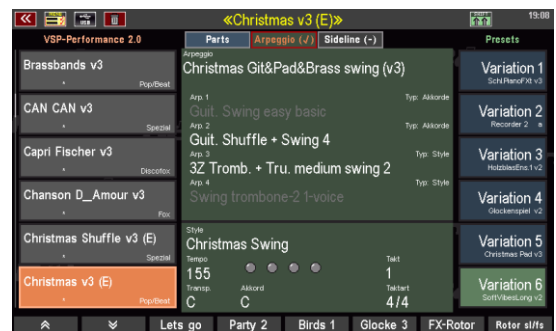 «Christmas v3 (E)»
19:08
VSP-Performance 2.0
Parts
Arpeggio (√)
Sideline (-)
Presets
Brassbands v3
Pop/Beat
CAN CAN v3
Spezial
Capri Fischer v3
Discofox
Chanson D_Amour v3
Fox
Christmas Shuffle v3 (E)
Spezial
Christmas v3 (E)
Pop/Beat
Arpeggio
Christmas Git&Pad&Brass swing (v3)
Arp. 1
Typ: Akkorde
Guit. Swing easy basic
Arp. 2
Typ: Akkorde
Guit. Shuffle + Swing 4
Arp. 3
Typ: Style
3Z Tromb. + Tru. medium swing 2
Arp. 4
Typ: Style
Swing trombone-2 1-voice
Style
Christmas Swing
Tempo
Takt
155
1
Transp.
Akkord
Taktart
C
C
4/4
Variation 1
SchlPianoFXt v3
Variation 2
Recorder 2
Variation 3
HolzblasEns.1 v2
Variation 4
Glockenspiel v2
Variation 5
Christmas Pad v3
Variation 6
SoftVibesLong v2
Lets go
Party 2
Birds 1
Glocke 3
FX-Rotor
Rotor sl/fs